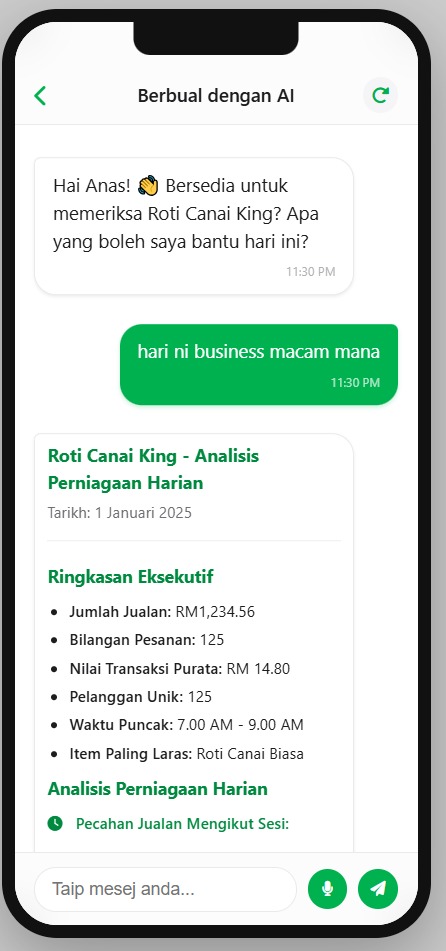 Berbual dengan AI
Hai Anas! 👋 Bersedia untuk
memeriksa Roti Canai King? Apa
yang boleh saya bantu hari ini?
11:30 PM
hari ni business macam mana
11:30 PM
Roti Canai King - Analisis
Perniagaan Harian
Tarikh: 1 Januari 2025
Ringkasan Eksekutif
• Jumlah Jualan: RM1,234.56
• Bilangan Pesanan: 125
• Nilai Transaksi Purata: RM 14.80
• Pelanggan Unik: 125
• Waktu Puncak: 7.00 AM - 9.00 AM
• Item Paling Laras: Roti Canai Biasa
Analisis Perniagaan Harian
Pecahan Jualan Mengikut Sesi:
Taip mesej anda...